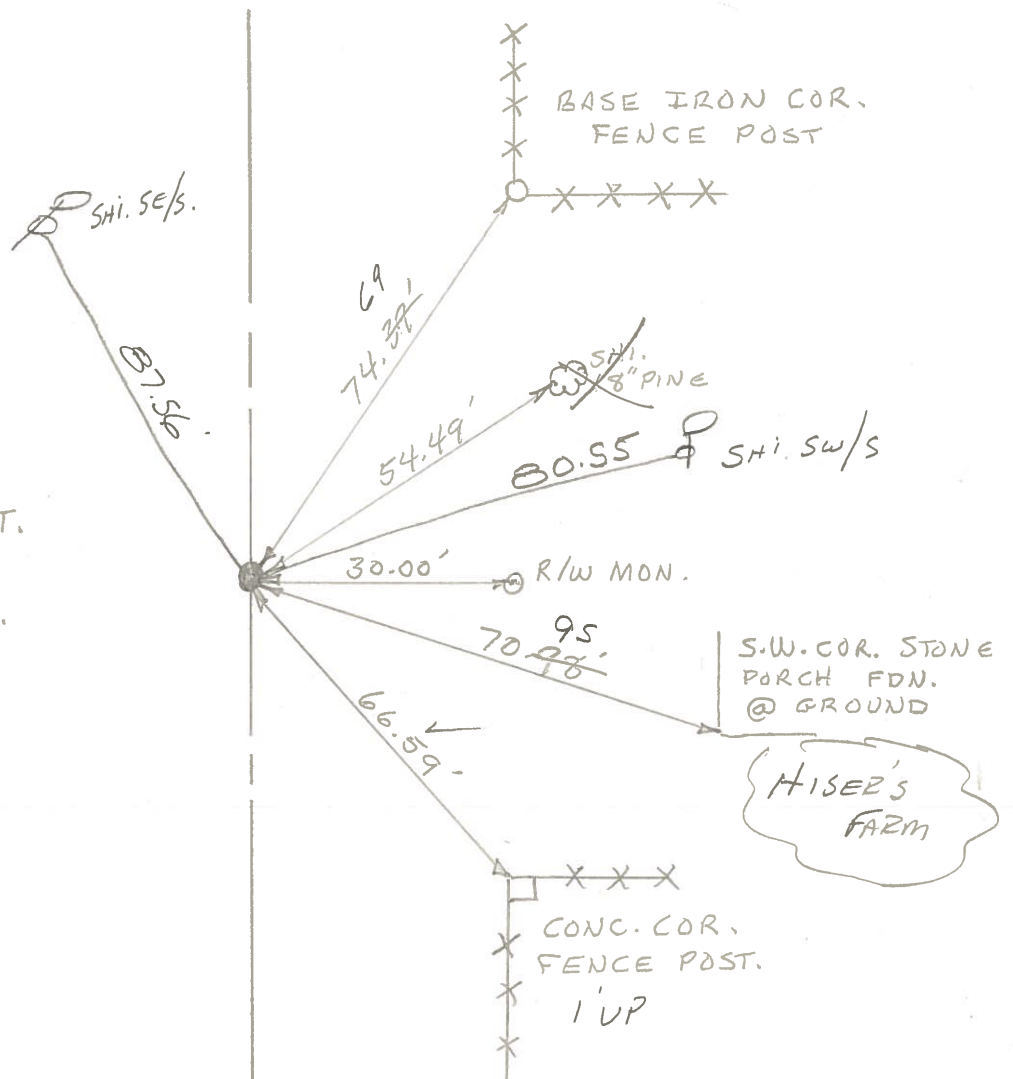 BASE IRON COR.
FENCE POST
SHI. SE/S.
69
74.37'
87.56
SHI.
18" PINE
54.49'
80.55
SHI. SW/S
T.
30.00'
R/W MON.
95
70.98'
S.W. COR. STONE
PORCH FDN.
@ GROUND
66.59'
HISER'S
FARM
CONC. COR.
FENCE POST.
1' UP